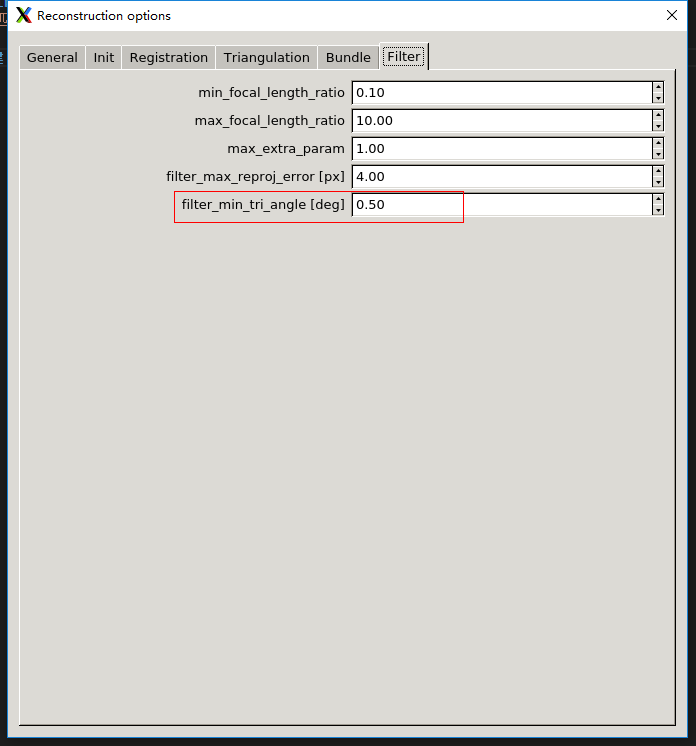 Reconstruction options
General Init Registration Triangulation Bundle Filter
min_focal_length_ratio 0.10
max_focal_length_ratio 10.00
max_extra_param 1.00
filter_max_reproj_error [px] 4.00
filter_min_tri_angle [deg] 0.50